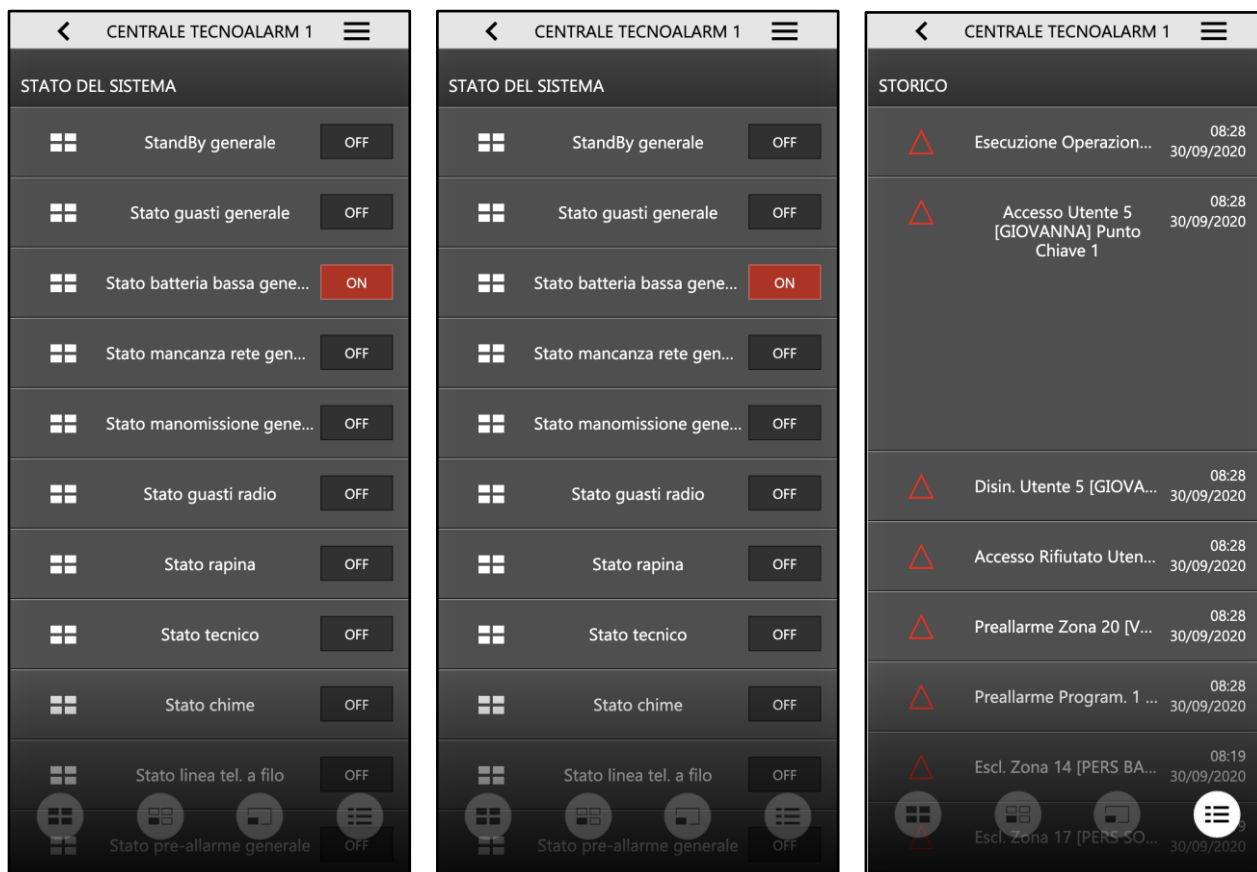 CENTRALE TECNOALARM 1
STATO DEL SISTEMA
StandBy generale OFF
Stato guasti generale OFF
Stato batteria bassa gene... ON
Stato mancanza rete gen... OFF
Stato manomissione gene... OFF
Stato guasti radio OFF
Stato rapina OFF
Stato tecnico OFF
Stato chime OFF
Stato linea tel. a filo OFF
Stato pre-allarme generale OFF
CENTRALE TECNOALARM 1
STATO DEL SISTEMA
StandBy generale OFF
Stato guasti generale OFF
Stato batteria bassa gene... ON
Stato mancanza rete gen... OFF
Stato manomissione gene... OFF
Stato guasti radio OFF
Stato rapina OFF
Stato tecnico OFF
Stato chime OFF
Stato linea tel. a filo OFF
Stato pre-allarme generale OFF
CENTRALE TECNOALARM 1
STORICO
Esecuzione Operazion... 08:28
30/09/2020
Accesso Utente 5 08:28
[GIOVANNA] Punto 30/09/2020
Chiave 1
Disin. Utente 5 [GIOVA... 08:28
30/09/2020
Accesso Rifiutato Uten... 08:28
30/09/2020
Preallarme Zona 20 [V... 08:28
30/09/2020
Preallarme Program. 1 ... 08:28
30/09/2020
Escl. Zona 14 [PERS BA... 08:19
30/09/2020
Escl. Zona 17 [PERS SO...
30/09/2020